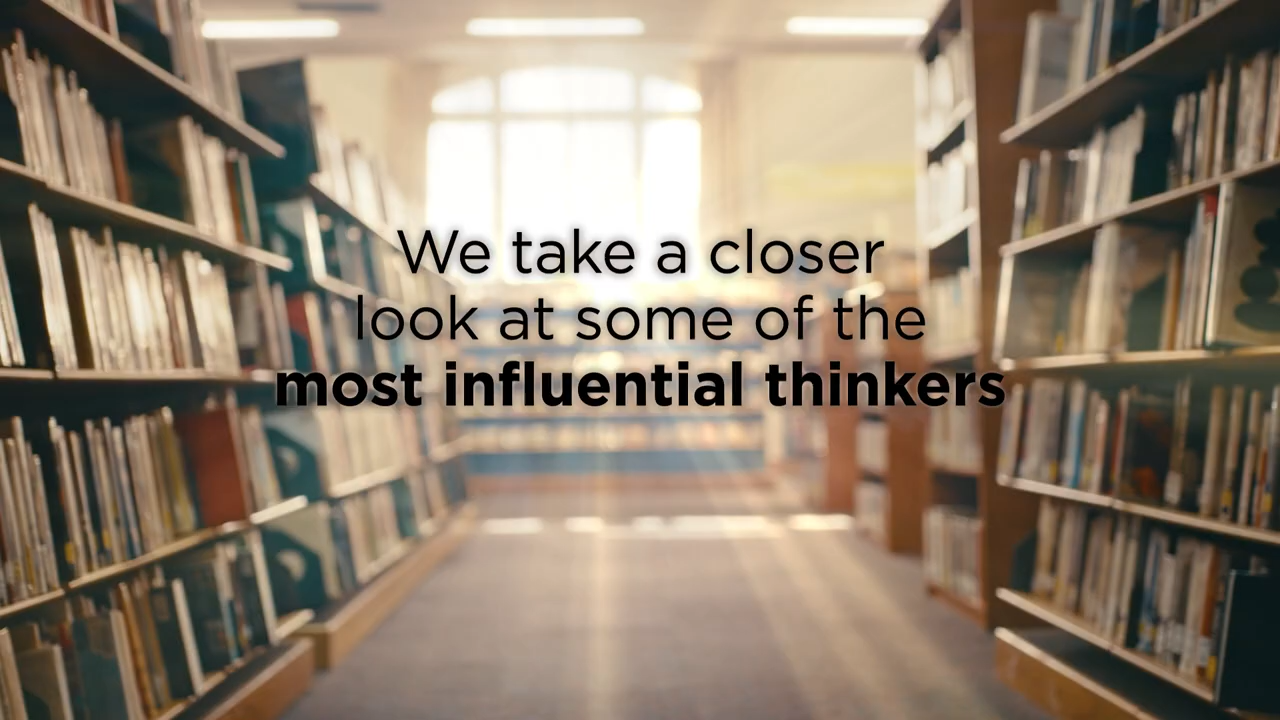 We take a closer
look at some of the
most influential thinkers